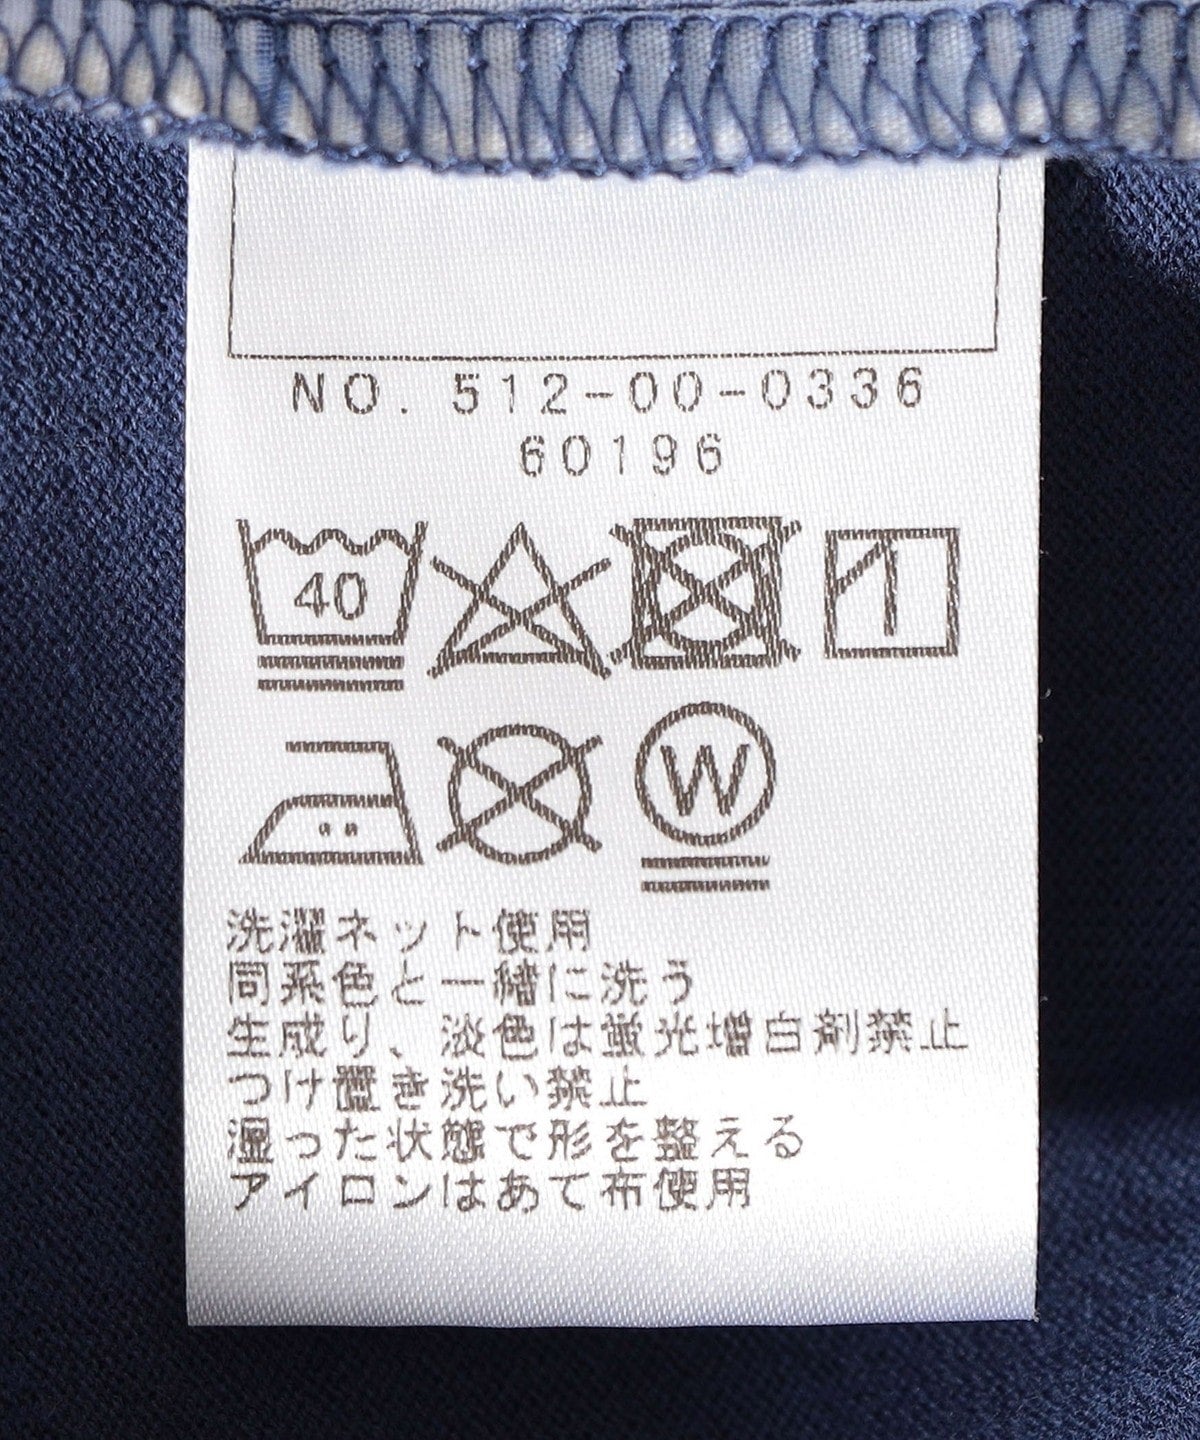 NO. 512-00-0336
60196
40
W
洗濯ネット使用
同系色と一緒に洗う
生成り、淡色は蛍光増白剤禁止
つけ置き洗い禁止
湿った状態で形を整える
アイロンはあて布使用